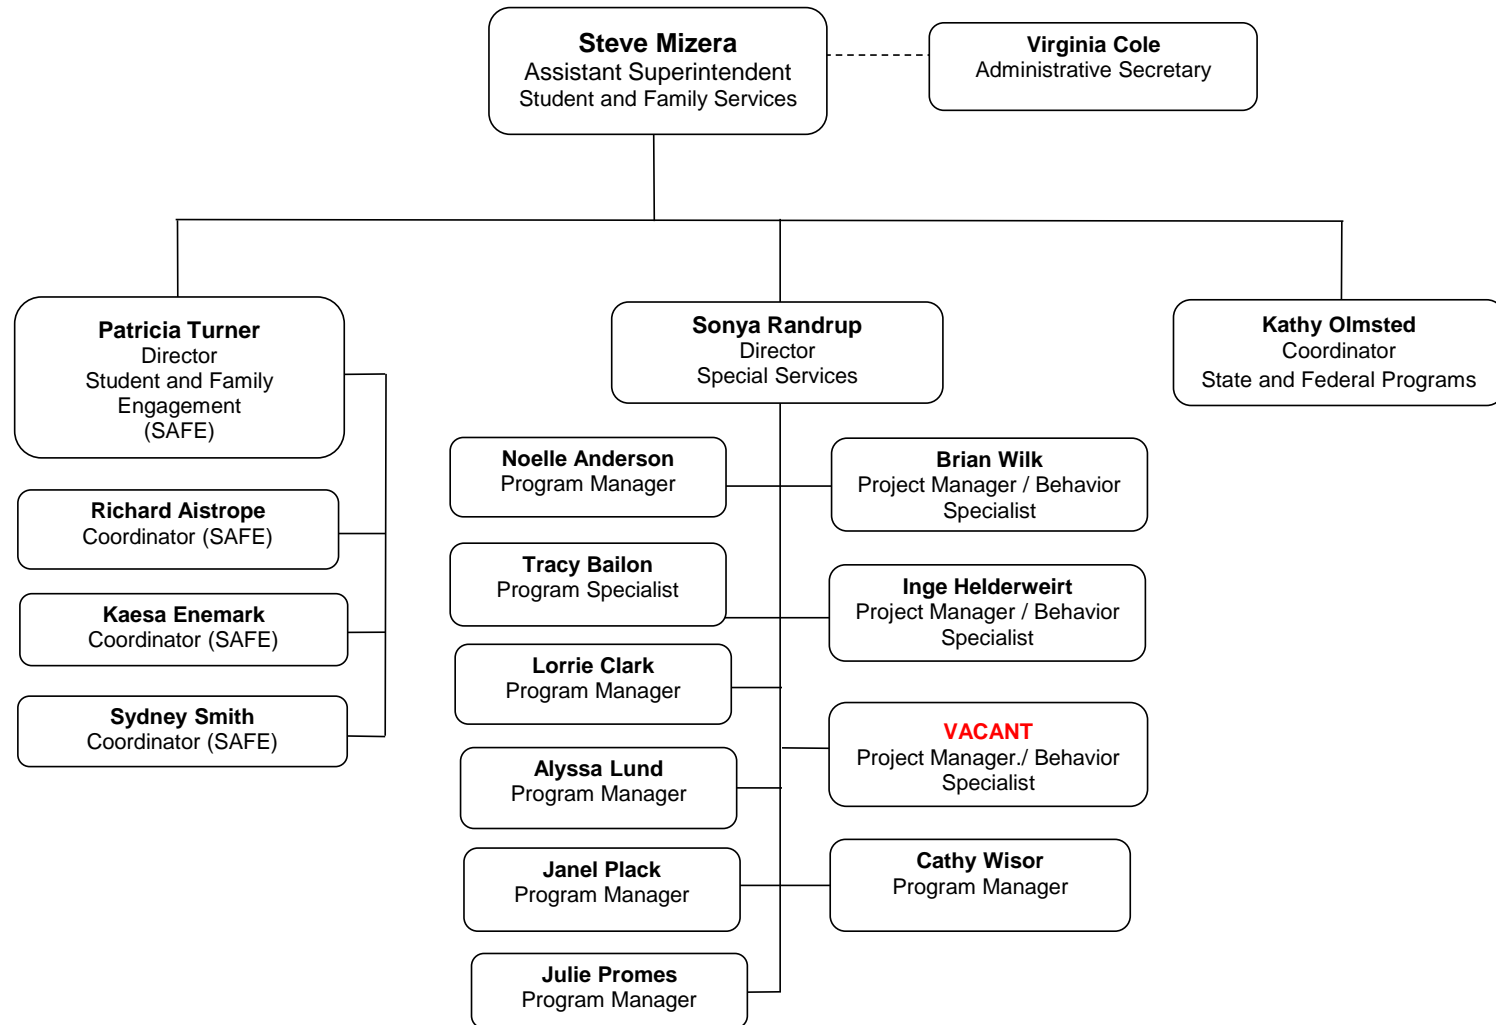 Steve Mizera
Assistant Superintendent
Student and Family Services
Virginia Cole
Administrative Secretary
Patricia Turner
Director
Student and Family
Engagement
(SAFE)
Sonya Randrup
Director
Special Services
Kathy Olmsted
Coordinator
State and Federal Programs
Richard Aistrope
Coordinator (SAFE)
Kaesa Enemark
Coordinator (SAFE)
Sydney Smith
Coordinator (SAFE)
Noelle Anderson
Program Manager
Brian Wilk
Project Manager / Behavior
Specialist
Tracy Bailon
Program Specialist
Inge Helderweirt
Project Manager / Behavior
Specialist
Lorrie Clark
Program Manager
VACANT
Project Manager./ Behavior
Specialist
Alyssa Lund
Program Manager
Janel Plack
Program Manager
Cathy Wisor
Program Manager
Julie Promes
Program Manager